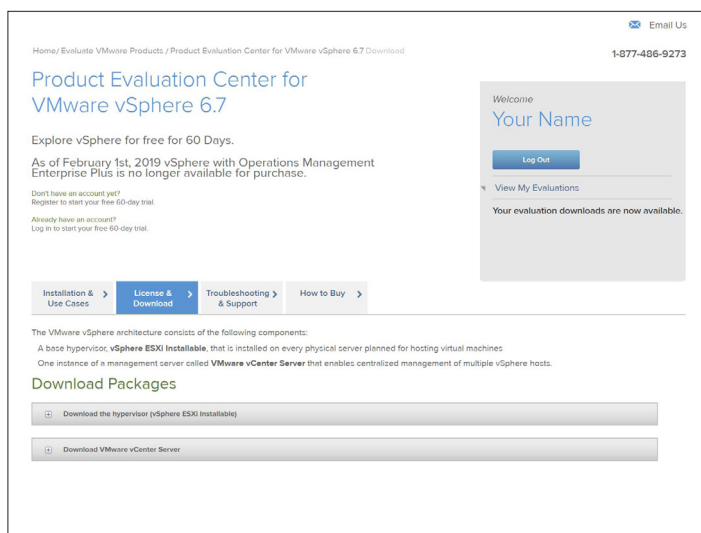 Email Us
Home/ Evaluate VMware Products / Product Evaluation Center for VMware vSphere 6.7 Download
1-877-486-9273
Product Evaluation Center for
VMware vSphere 6.7
Explore vSphere for free for 60 Days.
As of February 1st, 2019 vSphere with Operations Management
Enterprise Plus is no longer available for purchase.
Don't have an account yet?
Register to start your free 60-day trial.
Already have an account?
Log in to start your free 60-day trial.
Welcome
Your Name
Log Out
View My Evaluations
Your evaluation downloads are now available.
Installation &
Use Cases
License &
Download
Troubleshooting
& Support
How to Buy
The VMware vSphere architecture consists of the following components:
A base hypervisor, vSphere ESXi Installable, that is installed on every physical server planned for hosting virtual machines
One instance of a management server called VMware vCenter Server that enables centralized management of multiple vSphere hosts.
Download Packages
Download the hypervisor (vSphere ESXi Installable)
Download VMware vCenter Server